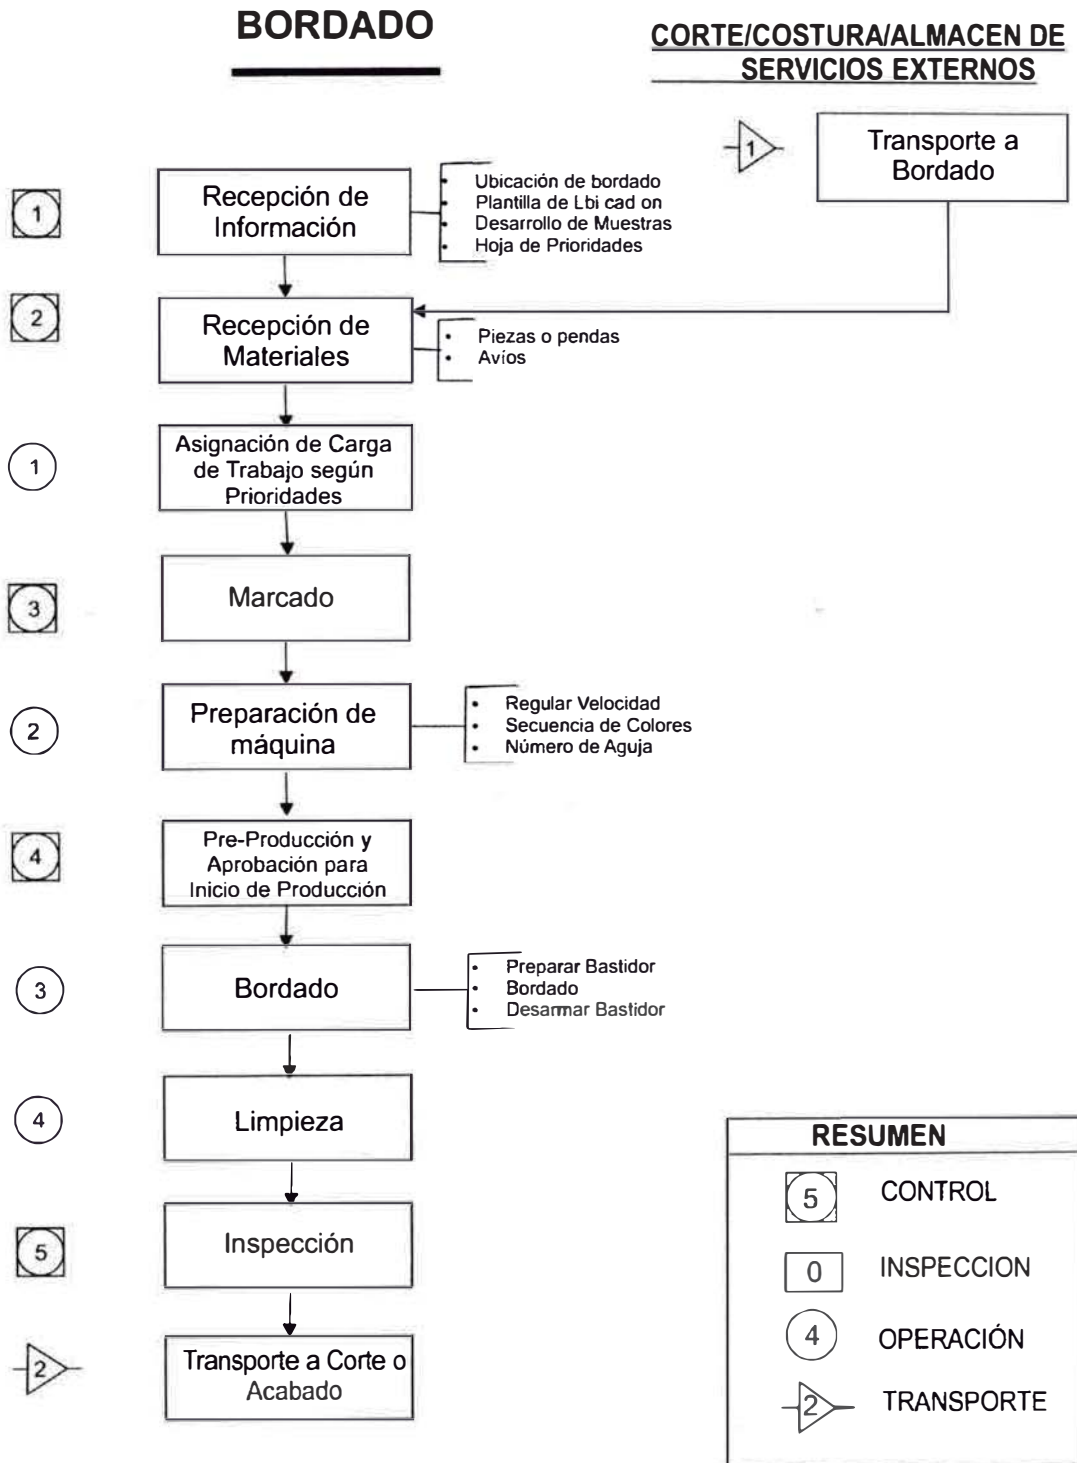 BORDADO
CORTE/COSTURA/ALMACEN DE
SERVICIOS EXTERNOS
1
Transporte a
Bordado
1
Recepción de
Información
• Ubicación de bordado
• Plantilla de Lbi cad on
• Desarrollo de Muestras
• Hoja de Prioridades
2
Recepción de
Materiales
• Piezas o pendas
• Avíos
1
Asignación de Carga
de Trabajo según
Prioridades
3
Marcado
2
Preparación de
máquina
• Regular Velocidad
• Secuencia de Colores
• Número de Aguja
4
Pre-Producción y
Aprobación para
Inicio de Producción
3
Bordado
• Preparar Bastidor
• Bordado
• Desarmar Bastidor
4
Limpieza
5
Inspección
2
Transporte a Corte o
Acabado
RESUMEN
5 CONTROL
0 INSPECCION
4 OPERACIÓN
2 TRANSPORTE